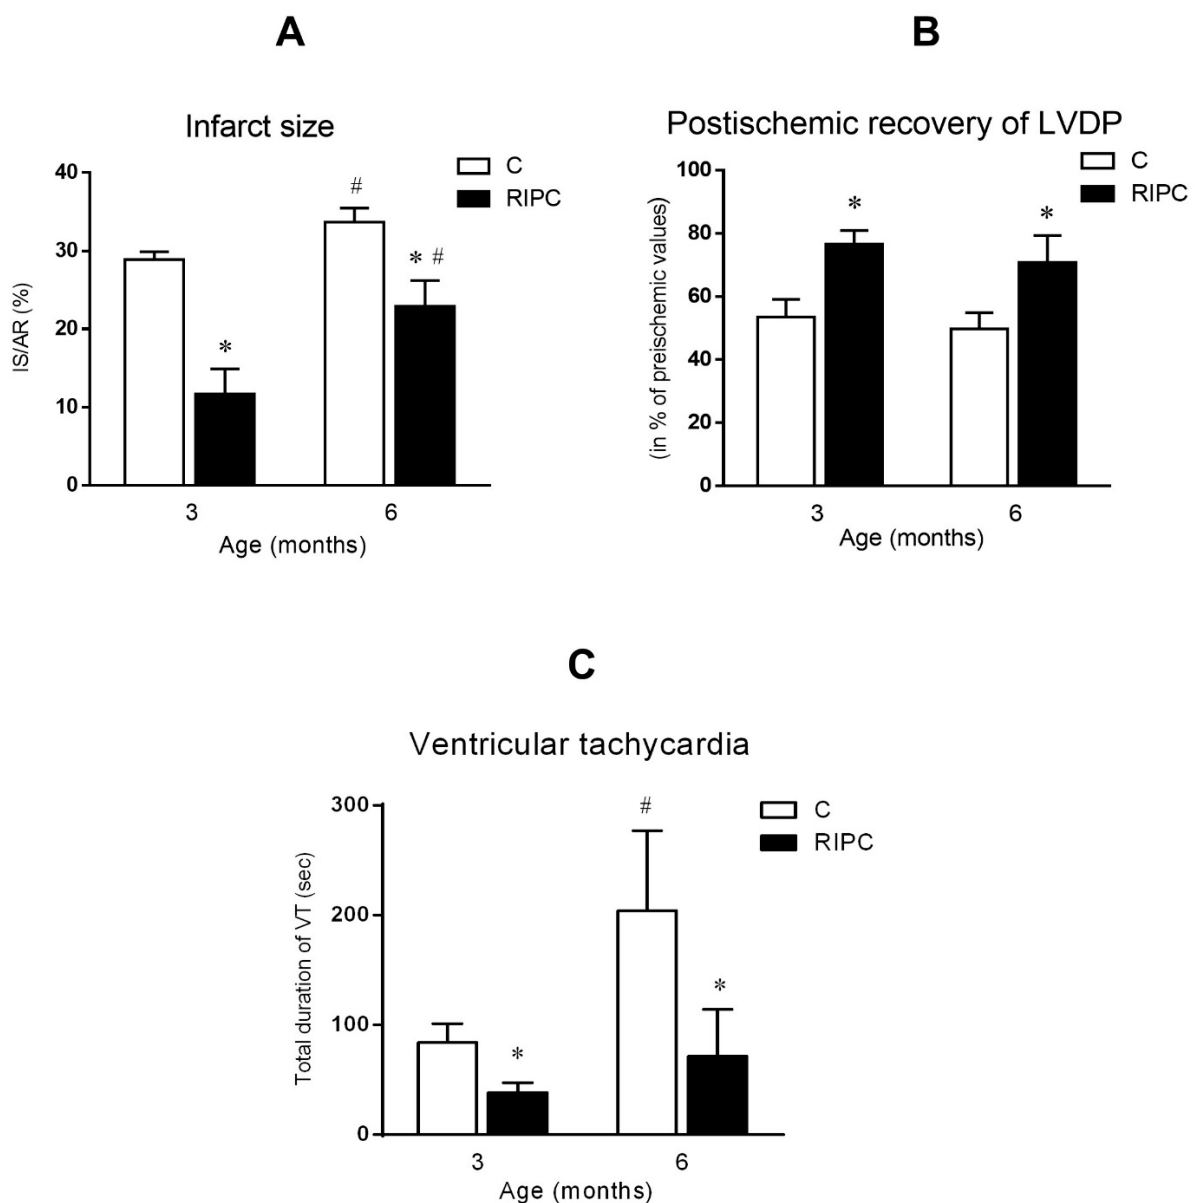 A
Infarct size
C
RIPC
IS/AR (%)
40
30
20
10
0
*
#
* #
3
6
Age (months)
B
Postischemic recovery of LVDP
C
RIPC
(in % of preischemic values)
100
80
60
40
20
0
*
*
3
6
Age (months)
C
Ventricular tachycardia
C
RIPC
Total duration of VT (sec)
300
200
100
0
*
#
*
3
6
Age (months)